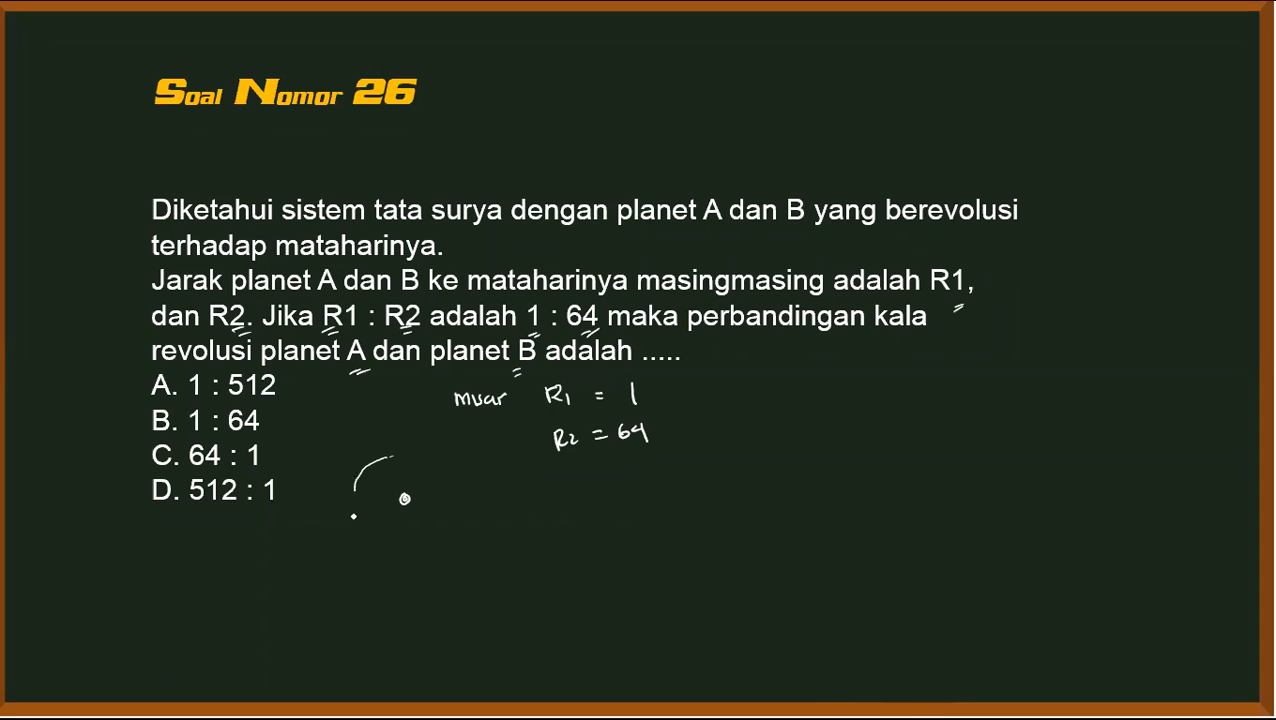 Soal Nomor 26
Diketahui sistem tata surya dengan planet A dan B yang berevolusi
terhadap mataharinya.
Jarak planet A dan B ke mataharinya masingmasing adalah R1,
dan R2. Jika R1 : R2 adalah 1 : 64 maka perbandingan kala
revolusi planet A dan planet B adalah .....
A. 1 : 512
B. 1 : 64
C. 64 : 1
D. 512 : 1
R1 = 1
R2 = 64